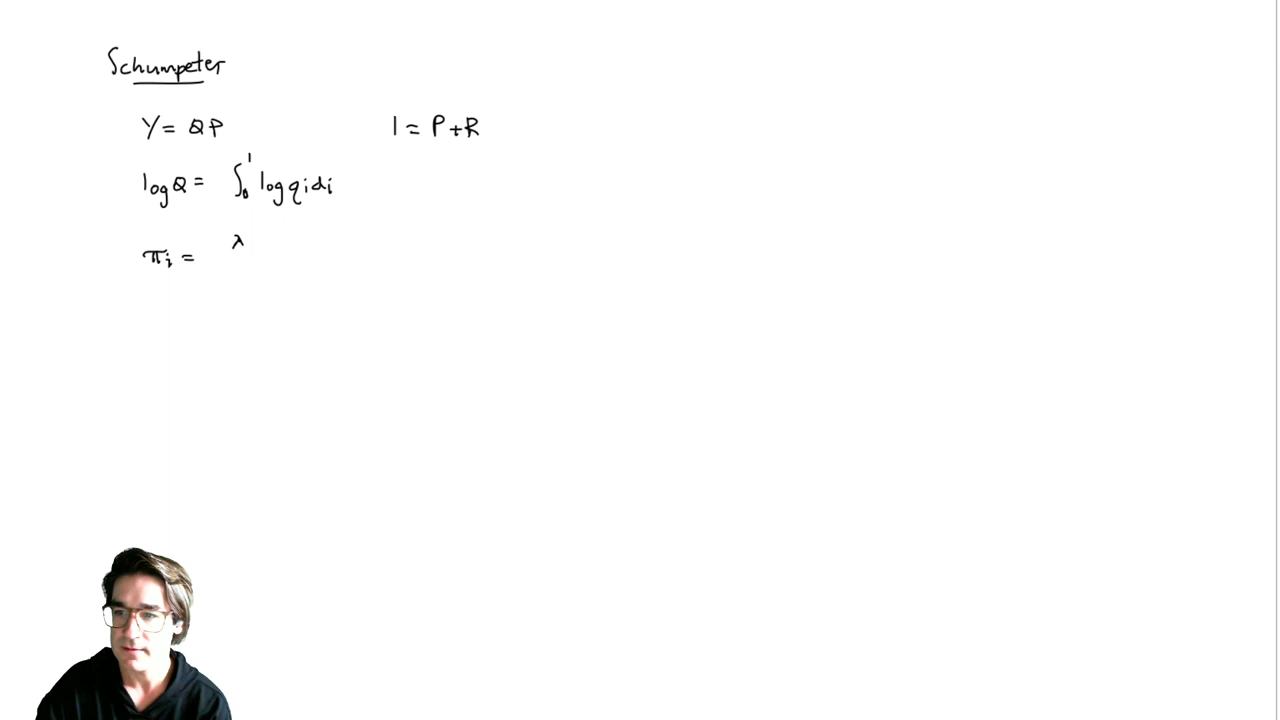 Schumpeter
Y = QP 1 = P+R
log Q = ∫₀¹ log qᵢ di
πᵢ = λ